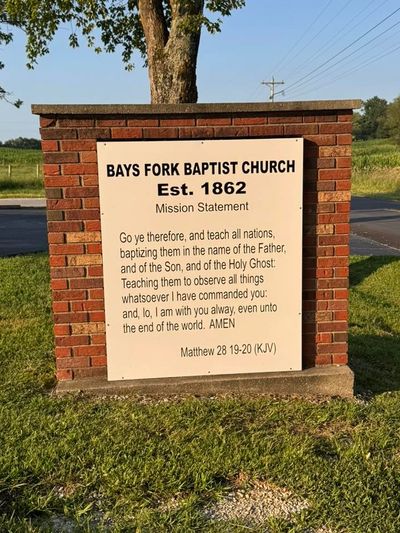 BAYS FORK BAPTIST CHURCH
Est. 1862
Mission Statement
Go ye therefore, and teach all nations,
baptizing them in the name of the Father,
and of the Son, and of the Holy Ghost:
Teaching them to observe all things
whatsoever I have commanded you:
and, lo, I am with you alway, even unto
the end of the world. AMEN
Matthew 28 19-20 (KJV)